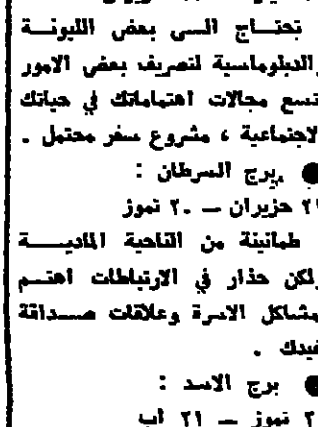 تحتاج الى بعض الليونة
والدبلوماسية لتصريف بعض الامور
تتسع مجالات اهتماماتك في حياتك
الاجتماعية ، مشروع سفر محتمل .
● برج السرطان :
حزيران — ٢٠ تموز
طمانينة من الناحية المادية
ولكن حذار في الارتباطات اهتم
بمشاكل الاسرة وعلاقات صداقة
تفيدك .
● برج الاسد :
تموز — ٢١ آب